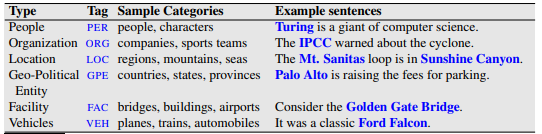 Type Tag Sample Categories Example sentences
People PER people, characters Turing is a giant of computer science.
Organization ORG companies, sports teams The IPCC warned about the cyclone.
Location LOC regions, mountains, seas The Mt. Sanitas loop is in Sunshine Canyon.
Geo-Political GPE countries, states, provinces Palo Alto is raising the fees for parking.
Entity
Facility FAC bridges, buildings, airports Consider the Golden Gate Bridge.
Vehicles VEH planes, trains, automobiles It was a classic Ford Falcon.